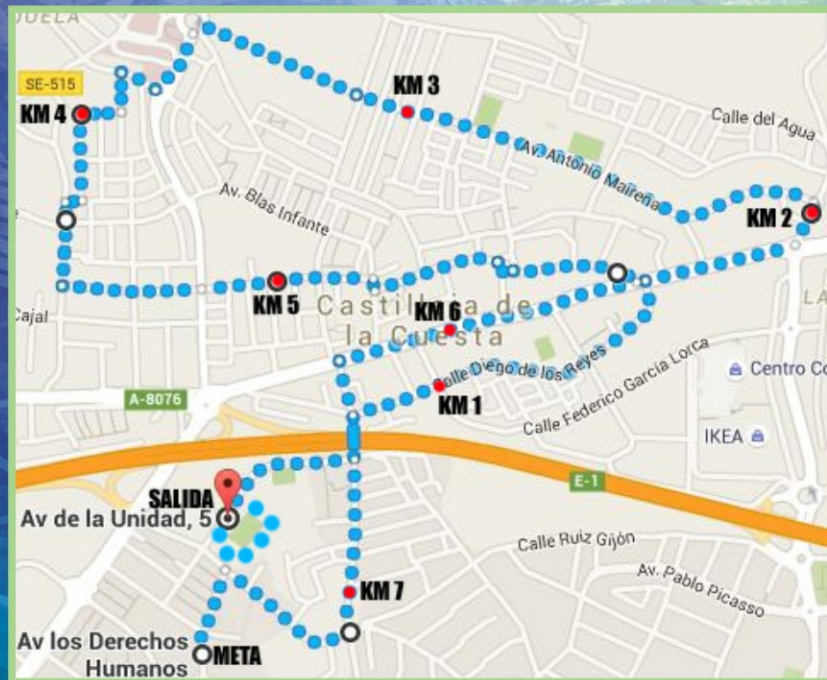 JUELA
SE-515
KM 3
KM 4
Calle del Agua
Av. Antonio Mairena
Av. Blas Infante
KM 2
KM 5
Castilleja de
la Cuesta
Cajal
KM 6
LA
Calle Diego de los Reyes
Calle Federico García Lorca
Centro Co
A-8076
KM 1
IKEA
E-1
SALIDA
Av de la Unidad, 5
Calle Ruiz Gijón
KM 7
Av. Pablo Picasso
Av los Derechos
Humanos
META